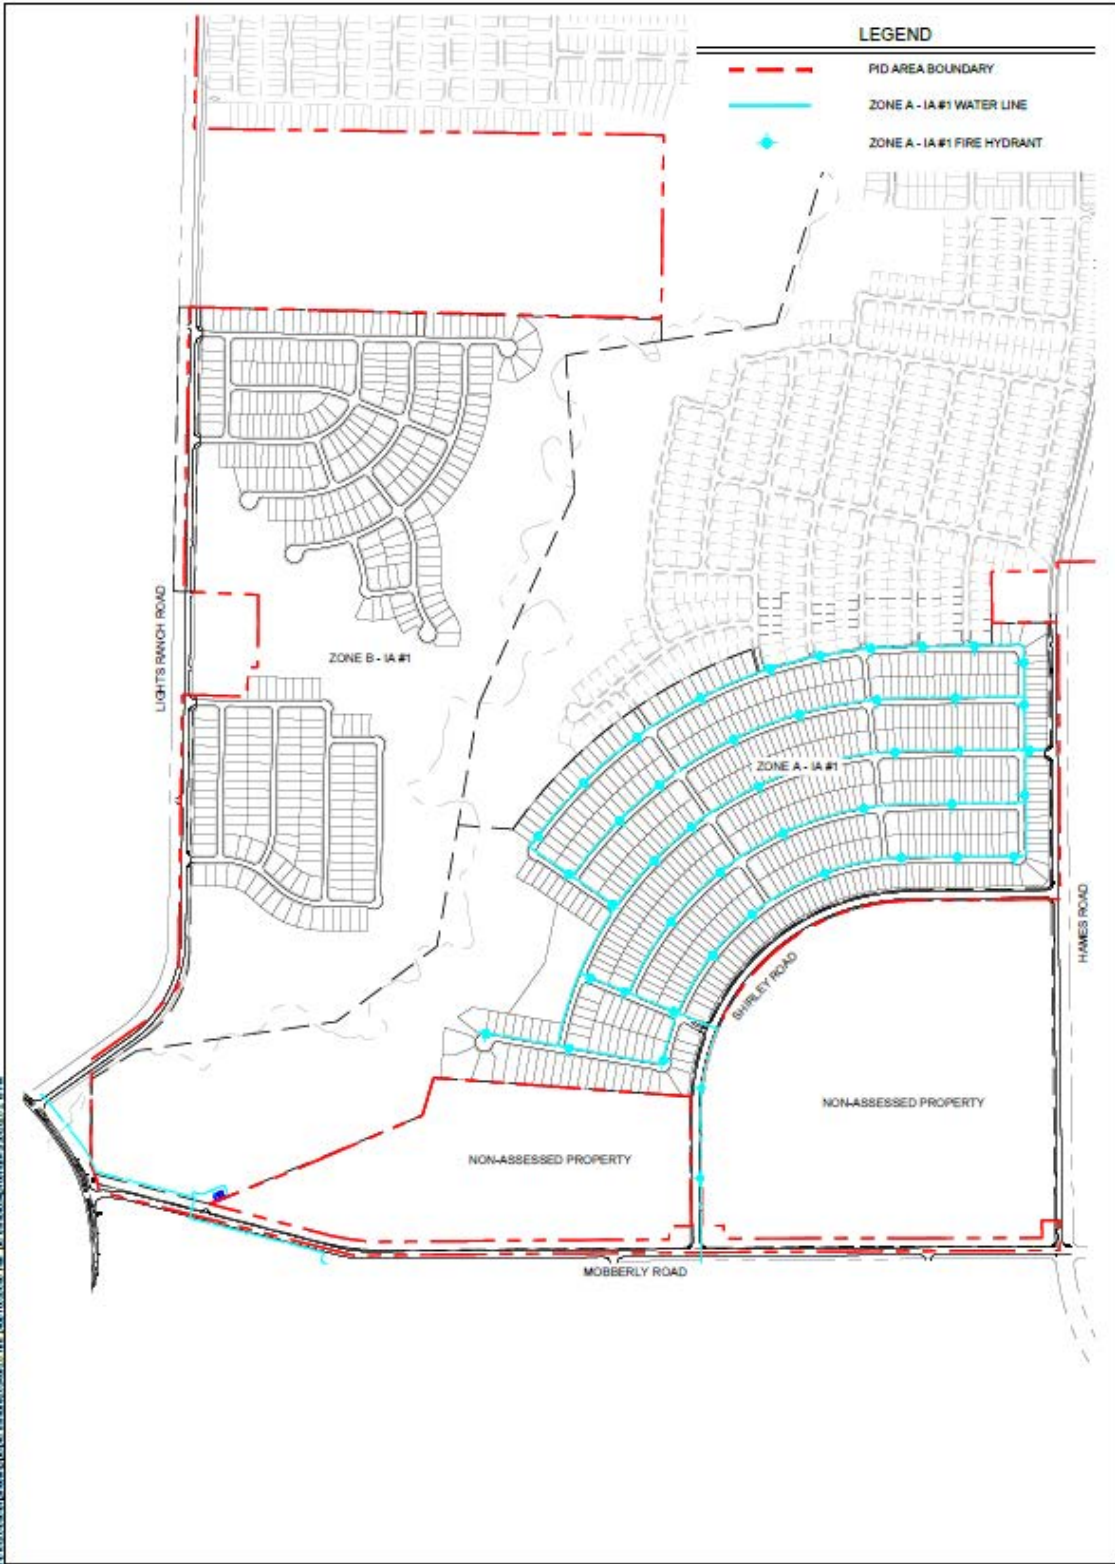 LEGEND
PID AREA BOUNDARY
ZONE A - IA #1 WATER LINE
ZONE A - IA #1 FIRE HYDRANT
LIGHTS RANCH ROAD
ZONE B - IA #1
ZONE A - IA #1
HAMES ROAD
SHIRLEY ROAD
NON-ASSESSED PROPERTY
NON-ASSESSED PROPERTY
MOBBERLY ROAD